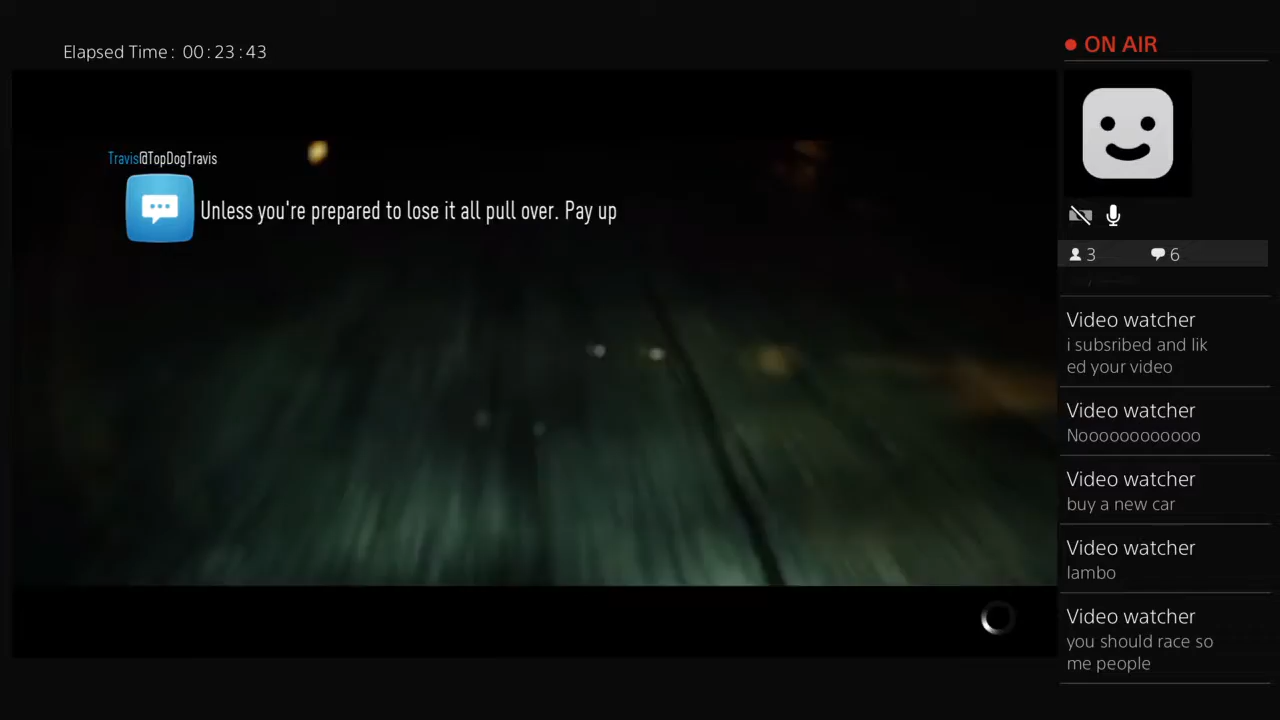 Elapsed Time: 00:23:43
ON AIR
Travis@TopDogTravis
Unless you're prepared to lose it all pull over. Pay up
3 6
Video watcher
i subsribed and lik
ed your video
Video watcher
Noooooooooooo
Video watcher
buy a new car
Video watcher
lambo
Video watcher
you should race so
me people